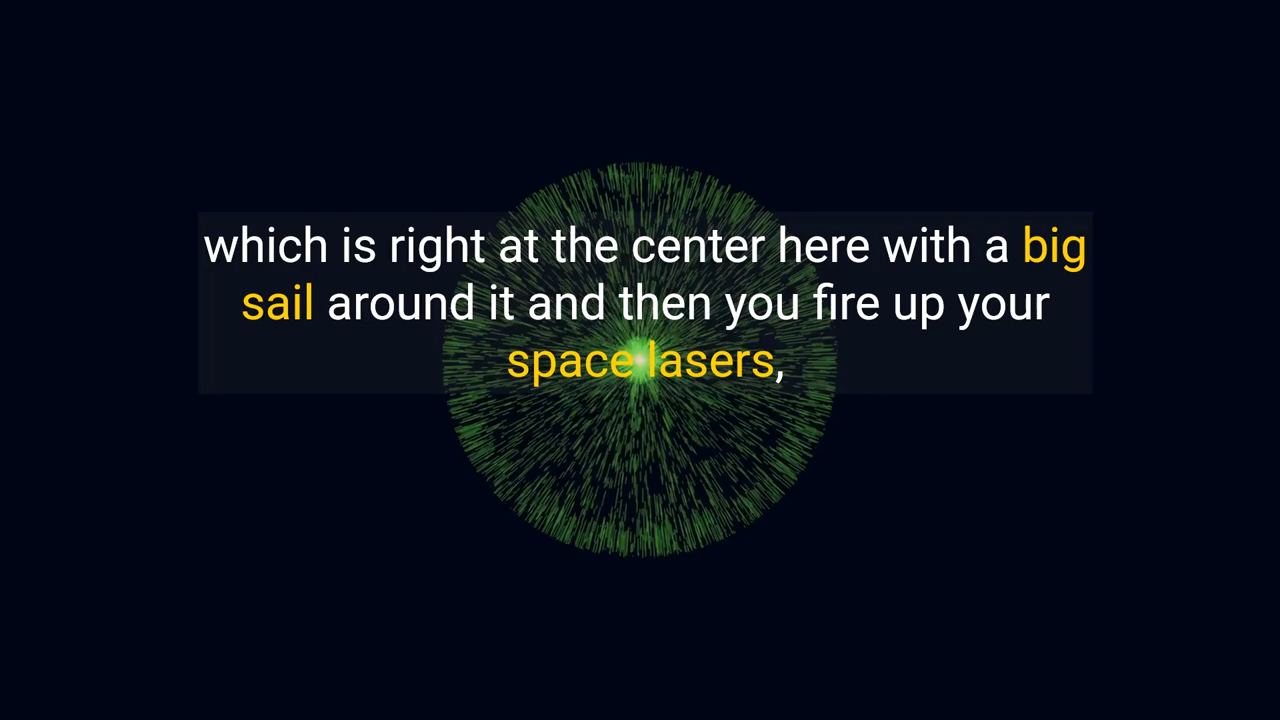 which is right at the center here with a big
sail around it and then you fire up your
space lasers,